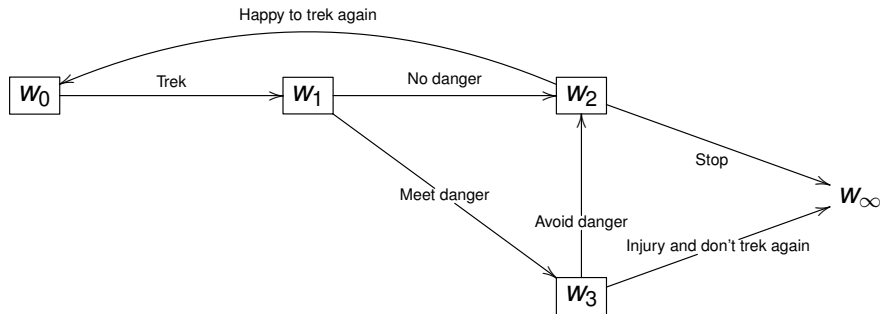 Happy to trek again
w₀
Trek
w₁
No danger
w₂
Stop
w∞
Meet danger
Avoid danger
Injury and don't trek again
w₃